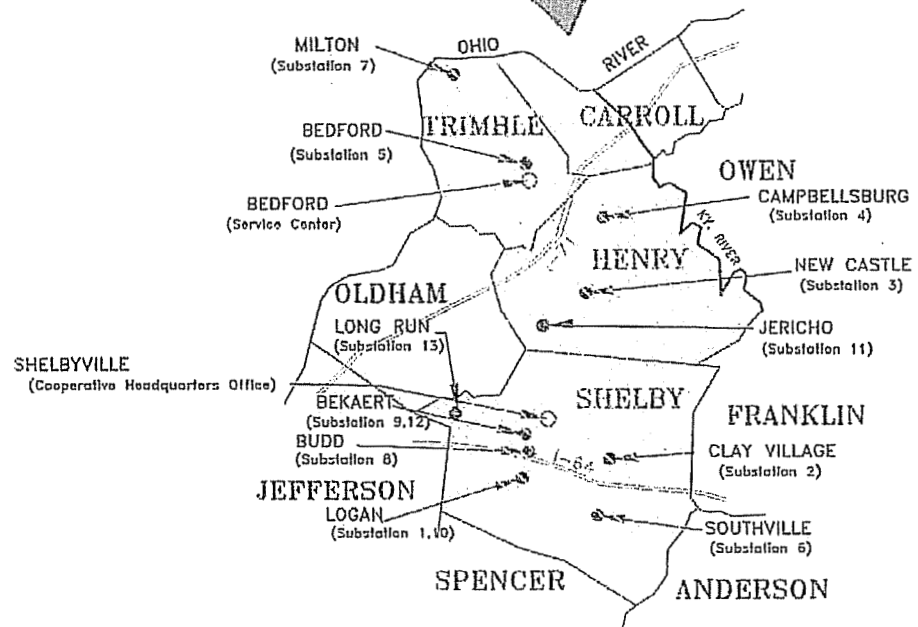 MILTON
(Substation 7)
OHIO
RIVER
CARROLL
TRIMBLE
BEDFORD
(Substation 5)
OWEN
BEDFORD
(Service Center)
CAMPBELLSBURG
(Substation 4)
KY. RIVER
HENRY
NEW CASTLE
(Substation 3)
OLDHAM
LONG RUN
(Substation 13)
JERICHO
(Substation 11)
SHELBYVILLE
(Cooperative Headquarters Office)
SHELBY
BEKAERT
(Substation 9,12)
FRANKLIN
BUDD
(Substation 8)
I-64
CLAY VILLAGE
(Substation 2)
JEFFERSON
LOGAN
(Substation 1,10)
SOUTHVILLE
(Substation 6)
SPENCER
ANDERSON